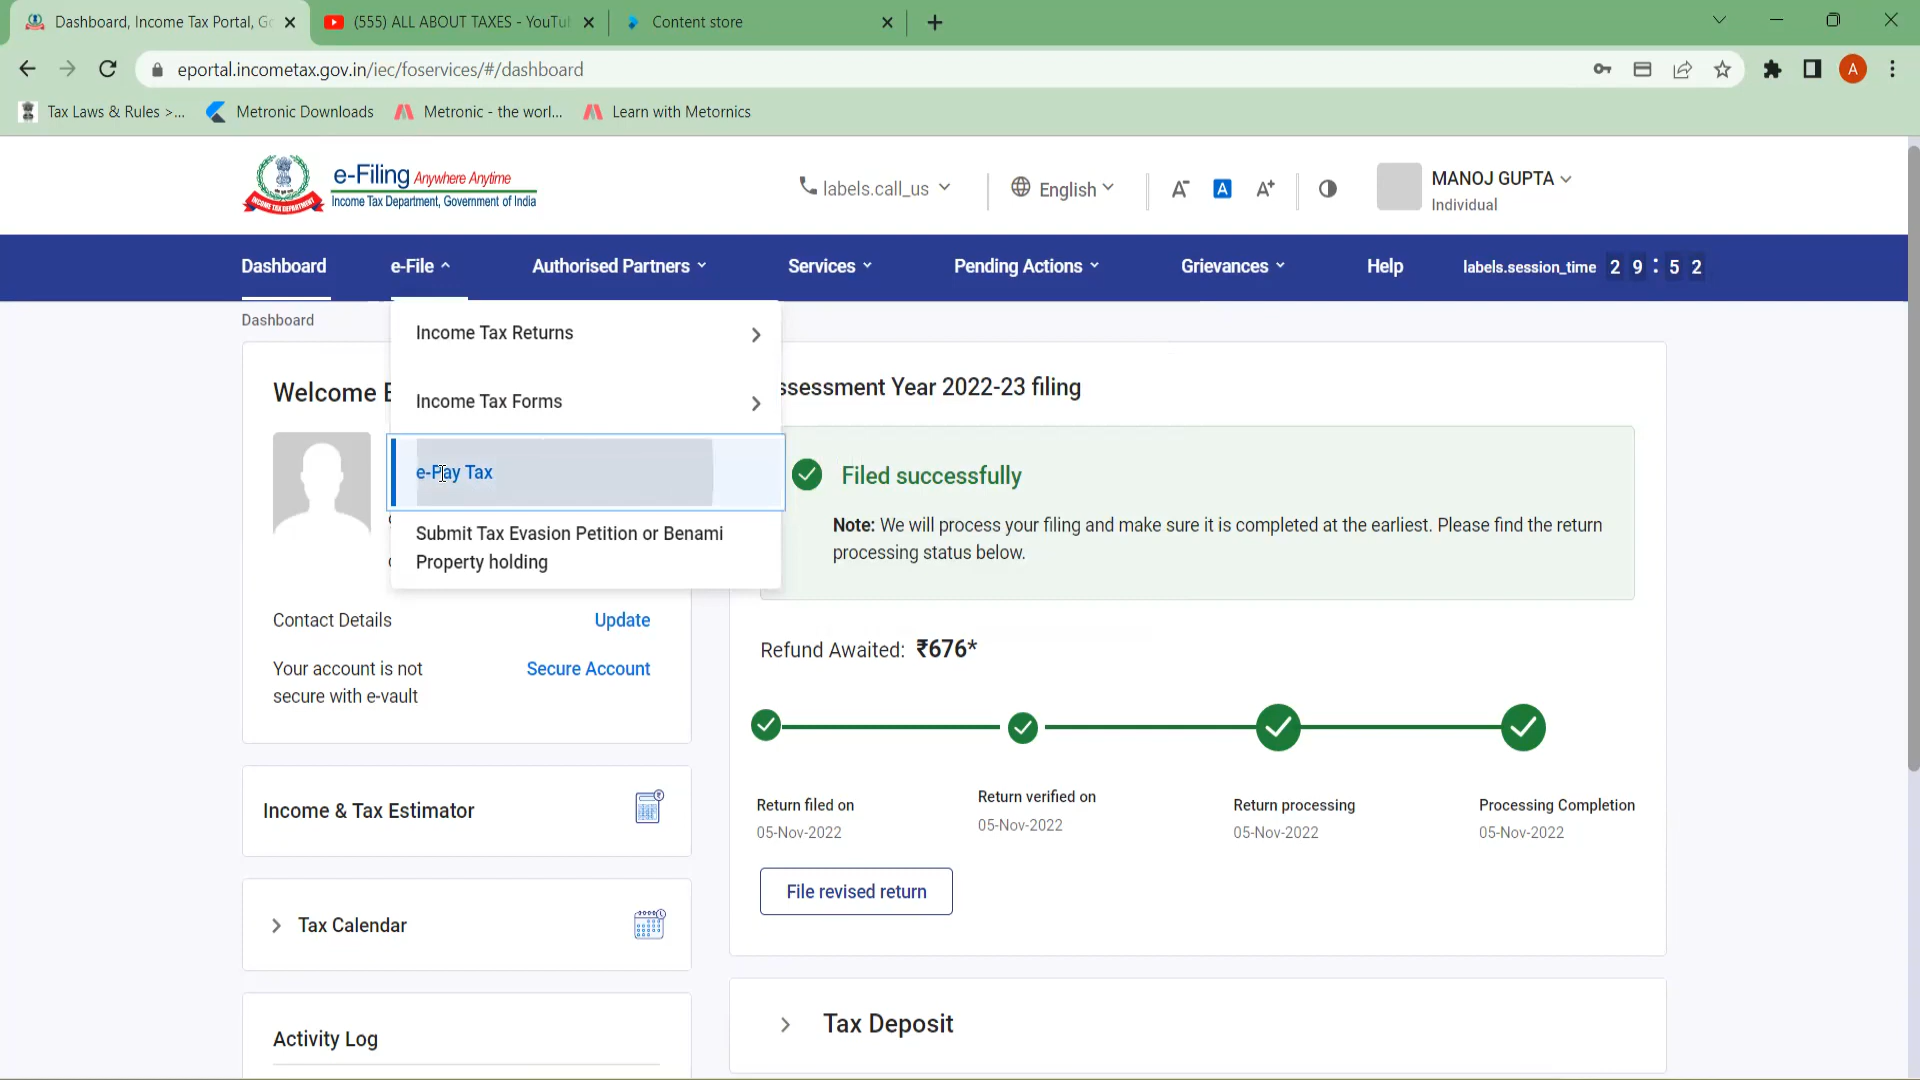 Dashboard, Income Tax Portal, Go
(555) ALL ABOUT TAXES - YouTu
Content store
eportal.incometax.gov.in/iec/foservices/#/dashboard
A
Tax Laws & Rules >...
Metronic Downloads
Metronic - the worl...
Learn with Metornics
INCOME TAX DEPARTMENT
e-Filing Anywhere Anytime
Income Tax Department, Government of India
labels.call_us
English
A-
A
A+
MANOJ GUPTA
Individual
Dashboard
e-File
Authorised Partners
Services
Pending Actions
Grievances
Help
labels.session_time 2 9 : 5 2
Dashboard
Income Tax Returns
Income Tax Forms
e-Pay Tax
Submit Tax Evasion Petition or Benami
Property holding
Welcome
Contact Details
Update
Your account is not
secure with e-vault
Secure Account
Income & Tax Estimator
Tax Calendar
Activity Log
ssessment Year 2022-23 filing
Filed successfully
Note: We will process your filing and make sure it is completed at the earliest. Please find the return
processing status below.
Refund Awaited: ₹676*
Return filed on
05-Nov-2022
Return verified on
05-Nov-2022
Return processing
05-Nov-2022
Processing Completion
05-Nov-2022
File revised return
Tax Deposit